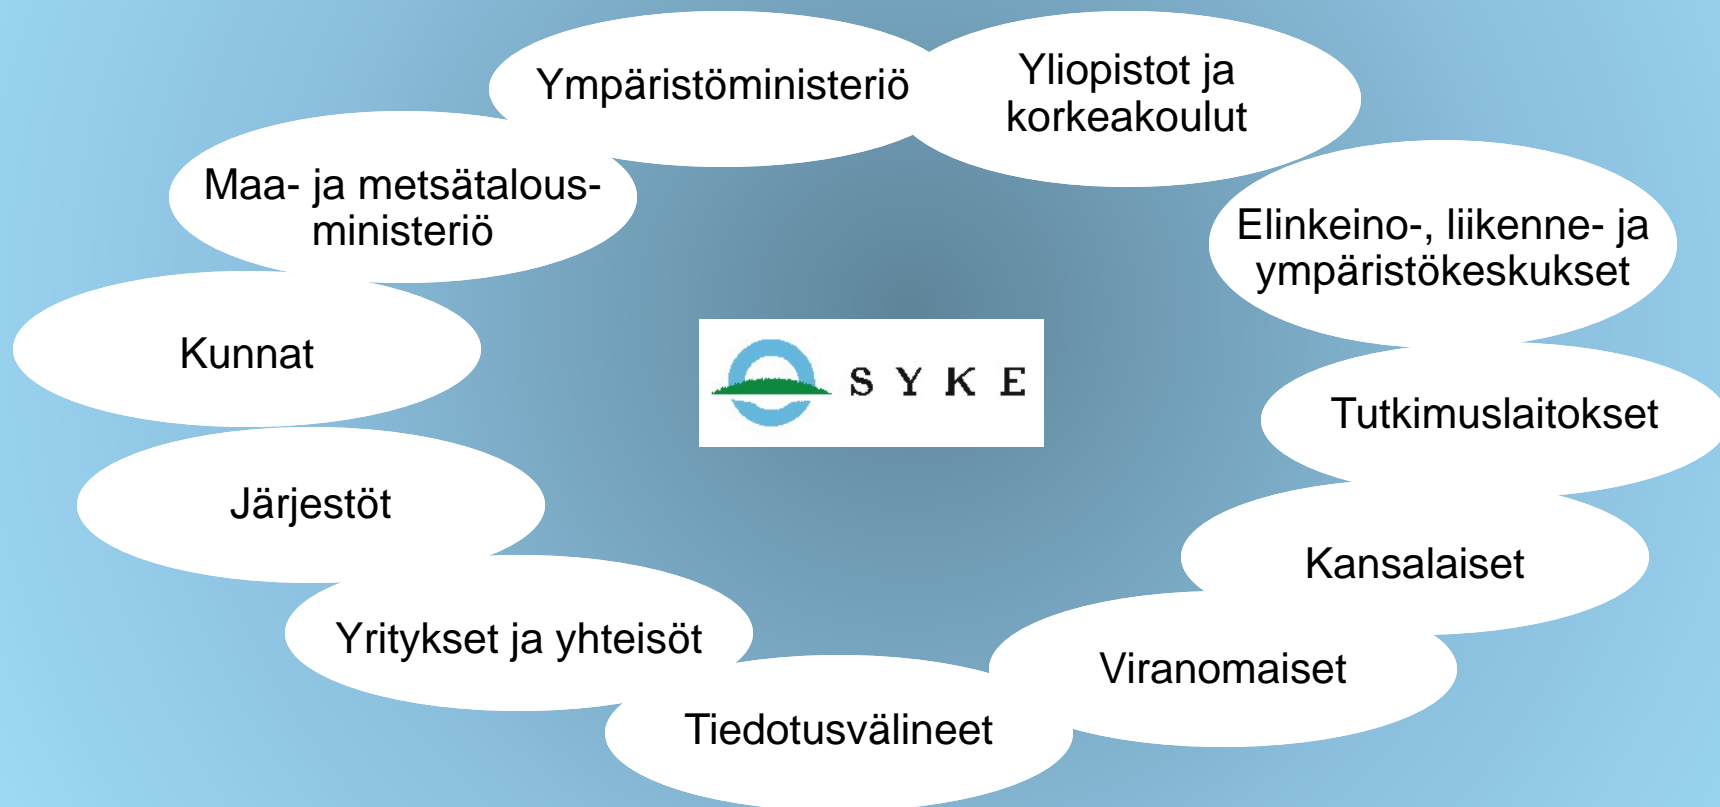 Ympäristöministeriö
Yliopistot ja
korkeakoulut
Maa- ja metsätalous-
ministeriö
Elinkeino-, liikenne- ja
ympäristökeskukset
Kunnat
SYKE
Tutkimuslaitokset
Järjestöt
Kansalaiset
Yritykset ja yhteisöt
Viranomaiset
Tiedotusvälineet